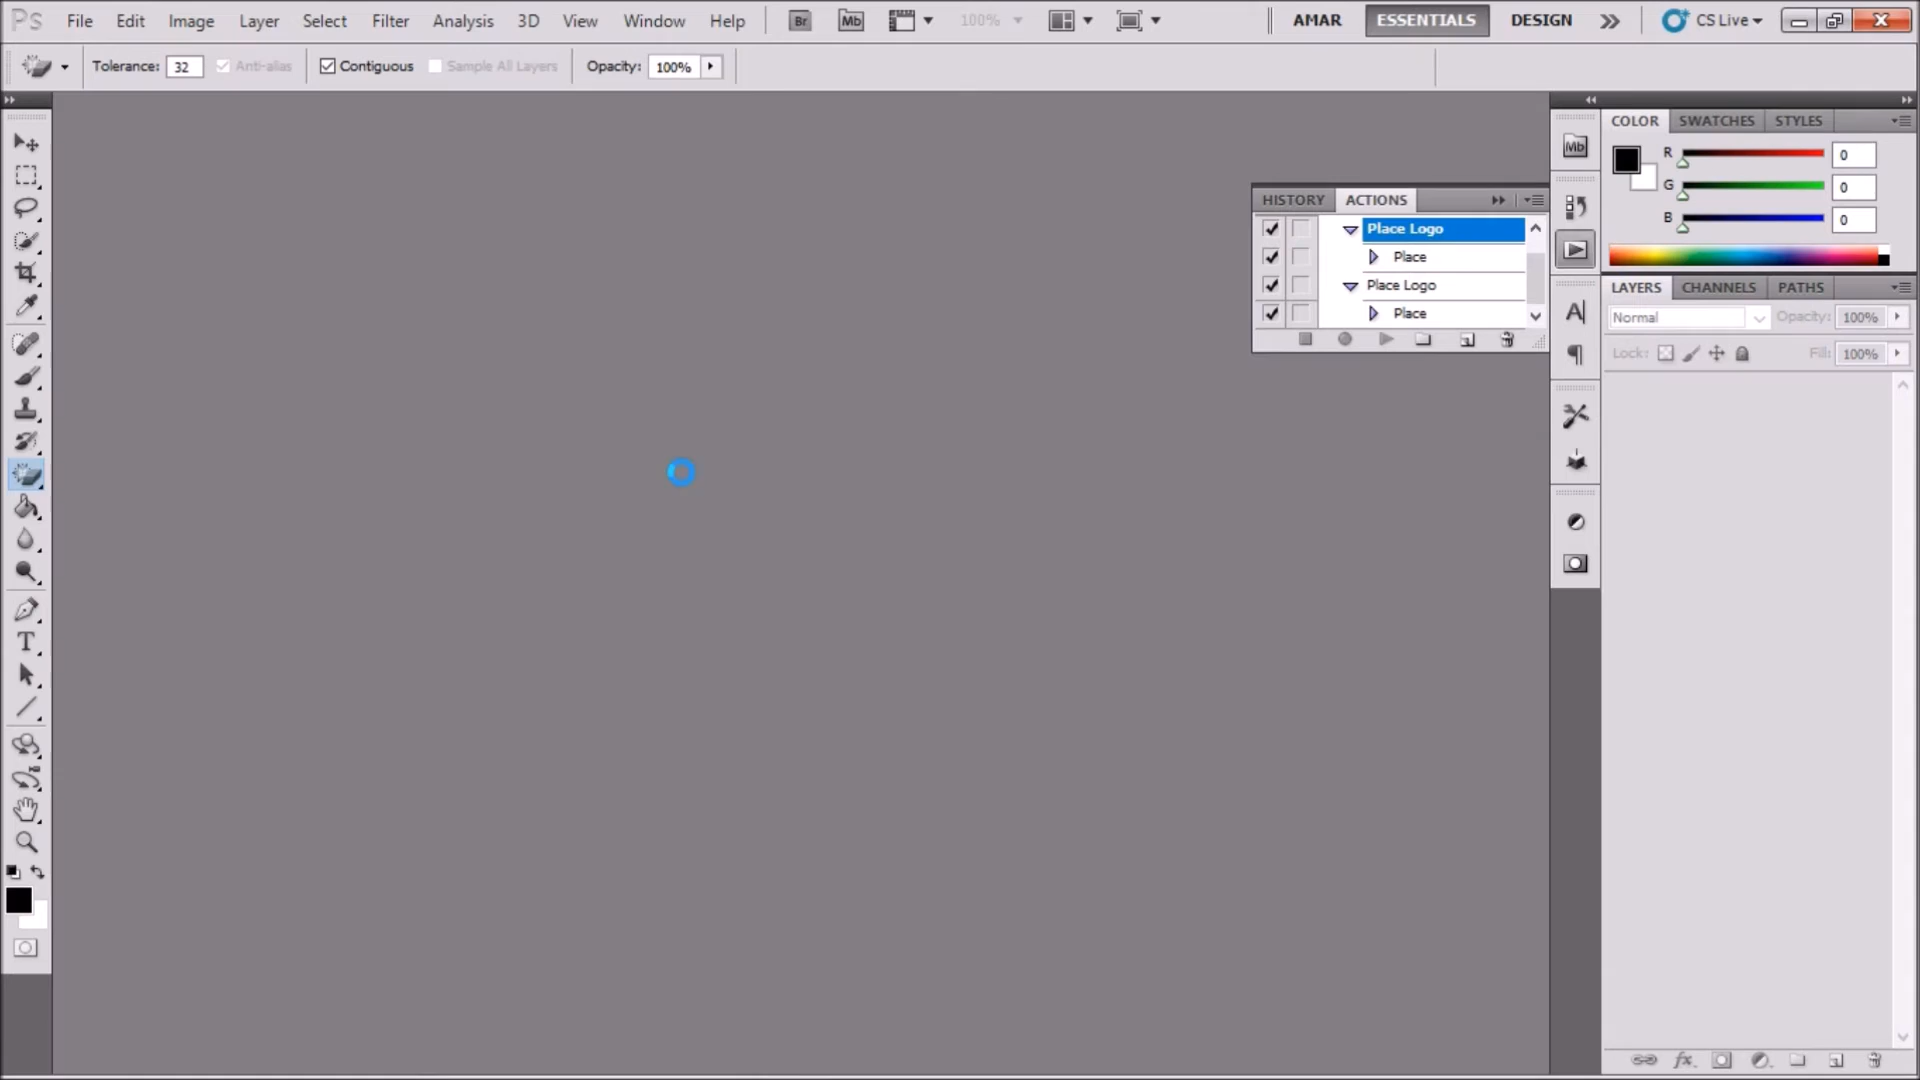 Ps File Edit Image Layer Select Filter Analysis 3D View Window Help Br Mb 100% AMAR ESSENTIALS DESIGN CS Live
Tolerance: 32 Anti-alias Contiguous Sample All Layers Opacity: 100%
COLOR SWATCHES STYLES
Mb
R 0
G 0
B 0
HISTORY ACTIONS
Place Logo
Place
Place Logo
Place
LAYERS CHANNELS PATHS
Normal Opacity: 100%
Lock: Fill: 100%
A
T
fx